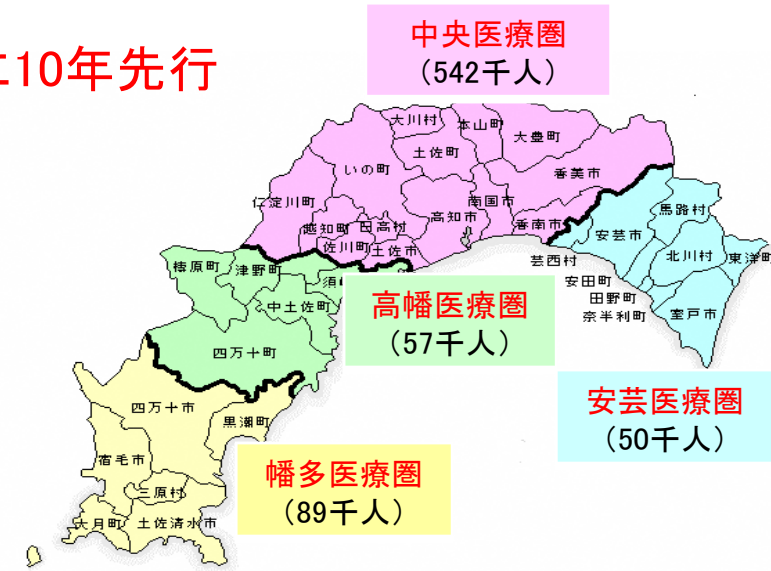 10年先行
中央医療圏
（542千人）
大川村
本山町
大豊町
土佐町
いの町
香美市
仁淀川町
南国市
馬路村
越知町
日高村
高知市
香南市
安芸市
佐川町
土佐市
北川村
東洋町
芸西村
梼原町
津野町
須
安田町
田野町
中土佐町
奈半利町
室戸市
高幡医療圏
（57千人）
四万十町
安芸医療圏
（50千人）
四万十市
黒潮町
宿毛市
幡多医療圏
（89千人）
三原村
大月町
土佐清水市